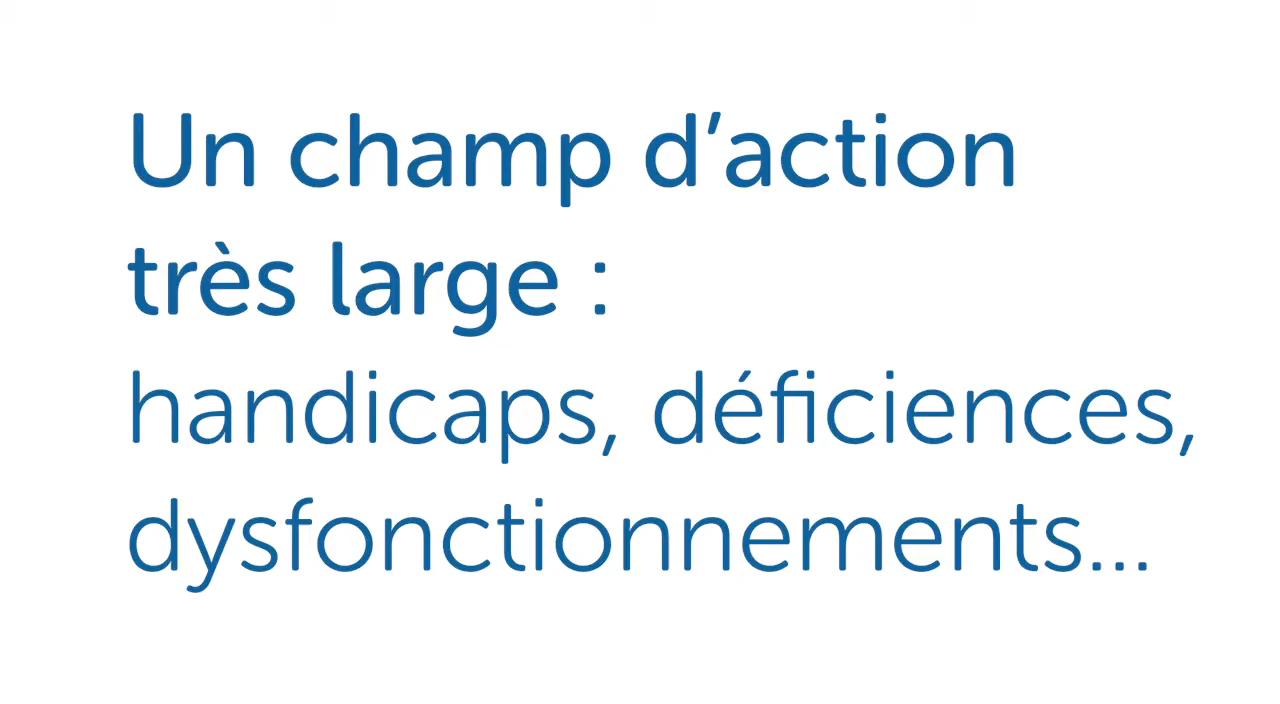 Un champ d’action
très large :
handicaps, déficiences,
dysfonctionnements...